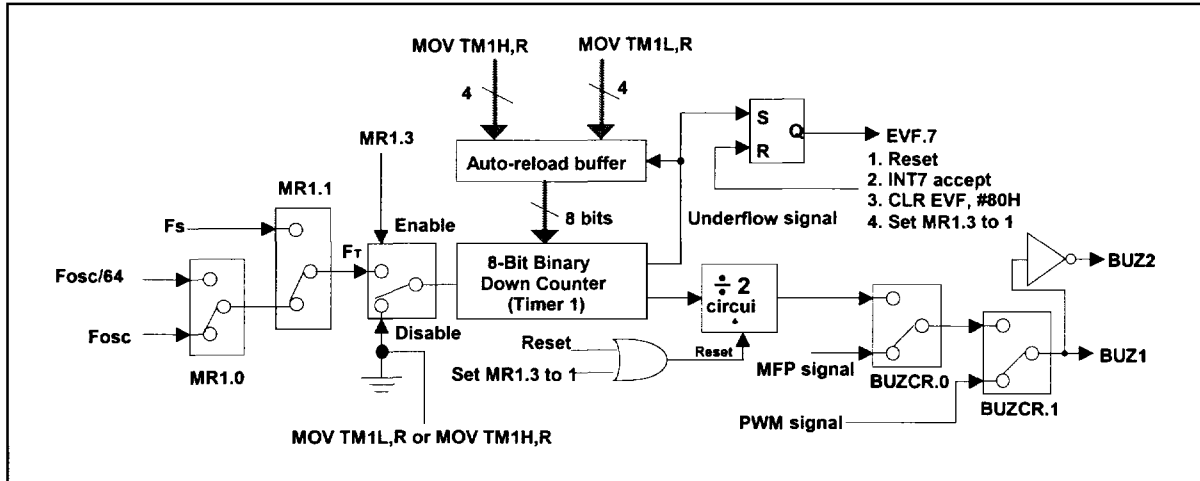 MOV TM1H,R
MOV TM1L,R
4
4
S
Q
R
EVF.7
1. Reset
2. INT7 accept
3. CLR EVF, #80H
4. Set MR1.3 to 1
MR1.3
Auto-reload buffer
MR1.1
8 bits
Underflow signal
Enable
Fs
FT
8-Bit Binary
Down Counter
(Timer 1)
Fosc/64
÷ 2
circui
BUZ2
Fosc
Disable
Reset
Reset
MR1.0
Set MR1.3 to 1
MFP signal
BUZCR.0
BUZ1
PWM signal
BUZCR.1
MOV TM1L,R or MOV TM1H,R